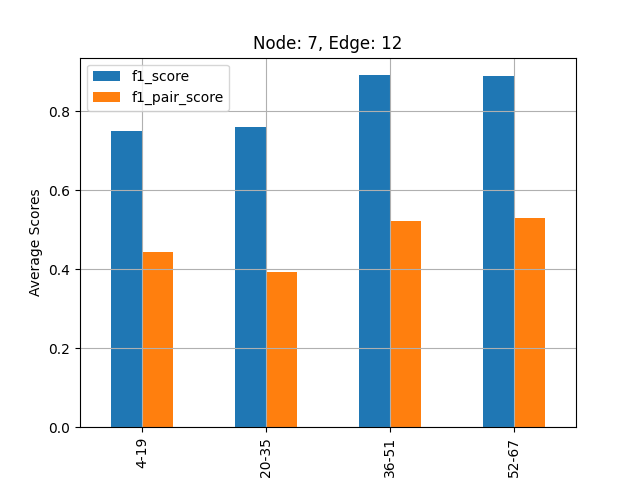 Node: 7, Edge: 12
f1_score
f1_pair_score
Average Scores
0.8
0.6
0.4
0.2
0.0
4-19
20-35
36-51
52-67